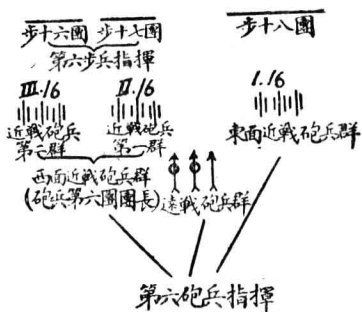 步十六團 步十七團 步十八團
第六步兵指揮
III./6 II./6 I./6
近戰砲兵 近戰砲兵 東面近戰砲兵群
第二群 第一群
西面近戰砲兵群
(砲兵第六團團長) 遠戰砲兵群
第六砲兵指揮